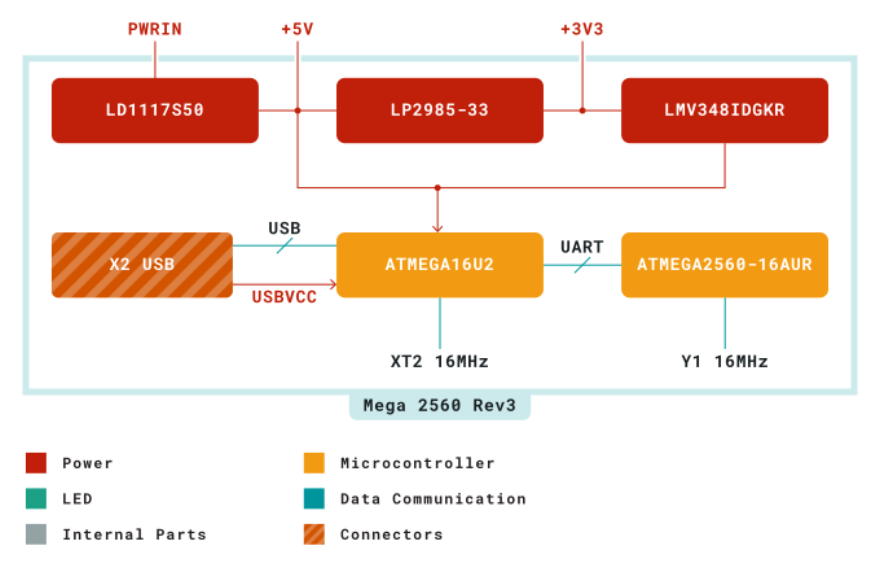 PWRIN +5V +3V3
LD1117S50 LP2985-33 LMV348IDGKR
USB
X2 USB ATMEGA16U2 UART ATMEGA2560-16AUR
USBVCC
XT2 16MHz Y1 16MHz
Mega 2560 Rev3
Power Microcontroller
LED Data Communication
Internal Parts Connectors